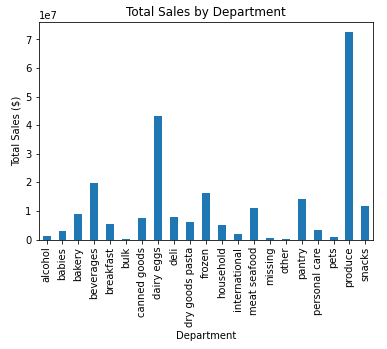 Total Sales by Department
1e7
Total Sales ($)
7
6
5
4
3
2
1
0
alcohol
babies
bakery
beverages
breakfast
bulk
canned goods
dairy eggs
deli
dry goods pasta
frozen
household
international
meat seafood
missing
other
pantry
personal care
pets
produce
snacks
Department